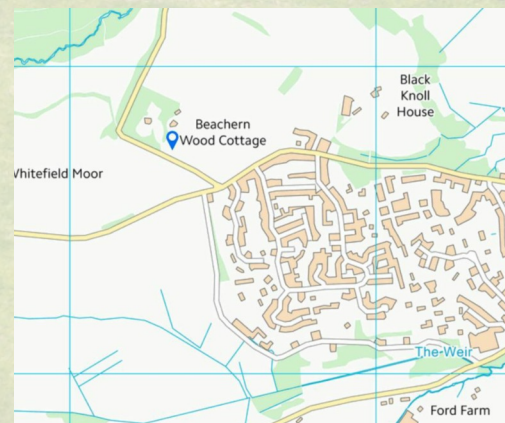 Black
Knoll
House
Beachern
Wood Cottage
Whitefield Moor
The Weir
Ford Farm